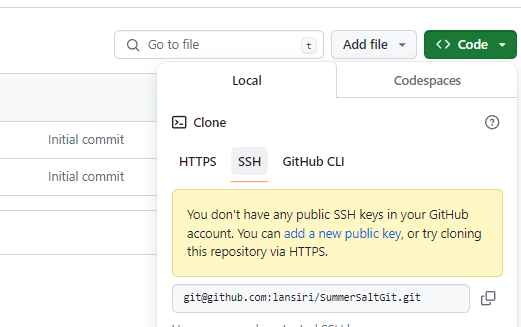 Go to file
t
Add file
Code
Local
Codespaces
Clone
HTTPS
SSH
GitHub CLI
Initial commit
Initial commit
You don't have any public SSH keys in your GitHub
account. You can add a new public key, or try cloning
this repository via HTTPS.
git@github.com:lansiri/SummerSaltGit.git